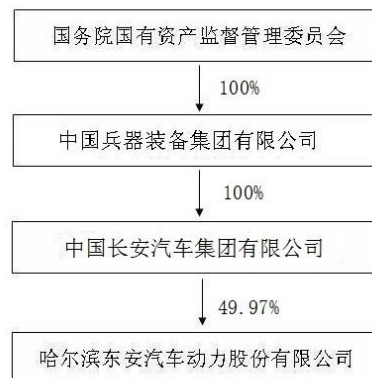 国务院国有资产监督管理委员会
100%
中国兵器装备集团有限公司
100%
中国长安汽车集团有限公司
49.97%
哈尔滨东安汽车动力股份有限公司